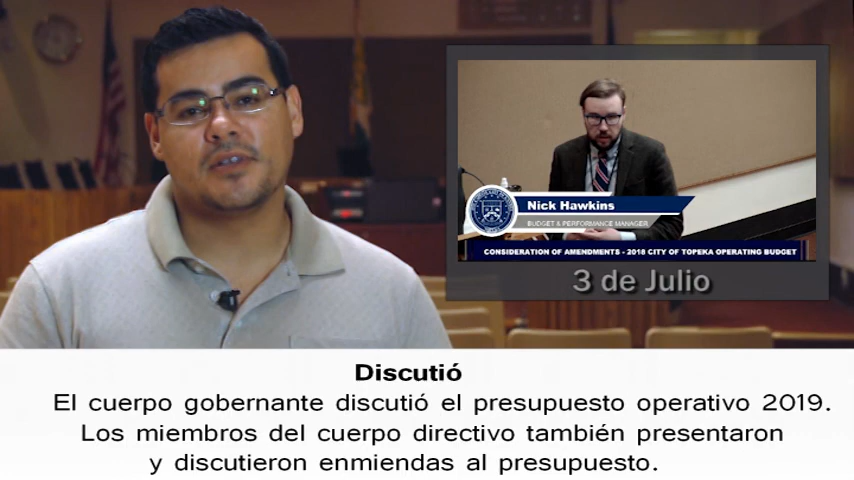 Nick Hawkins
BUDGET & PERFORMANCE MANAGER
CONSIDERATION OF AMENDMENTS - 2018 CITY OF TOPEKA OPERATING BUDGET
3 de Julio
Discutió
El cuerpo gobernante discutió el presupuesto operativo 2019.
Los miembros del cuerpo directivo también presentaron
y discutieron enmiendas al presupuesto.